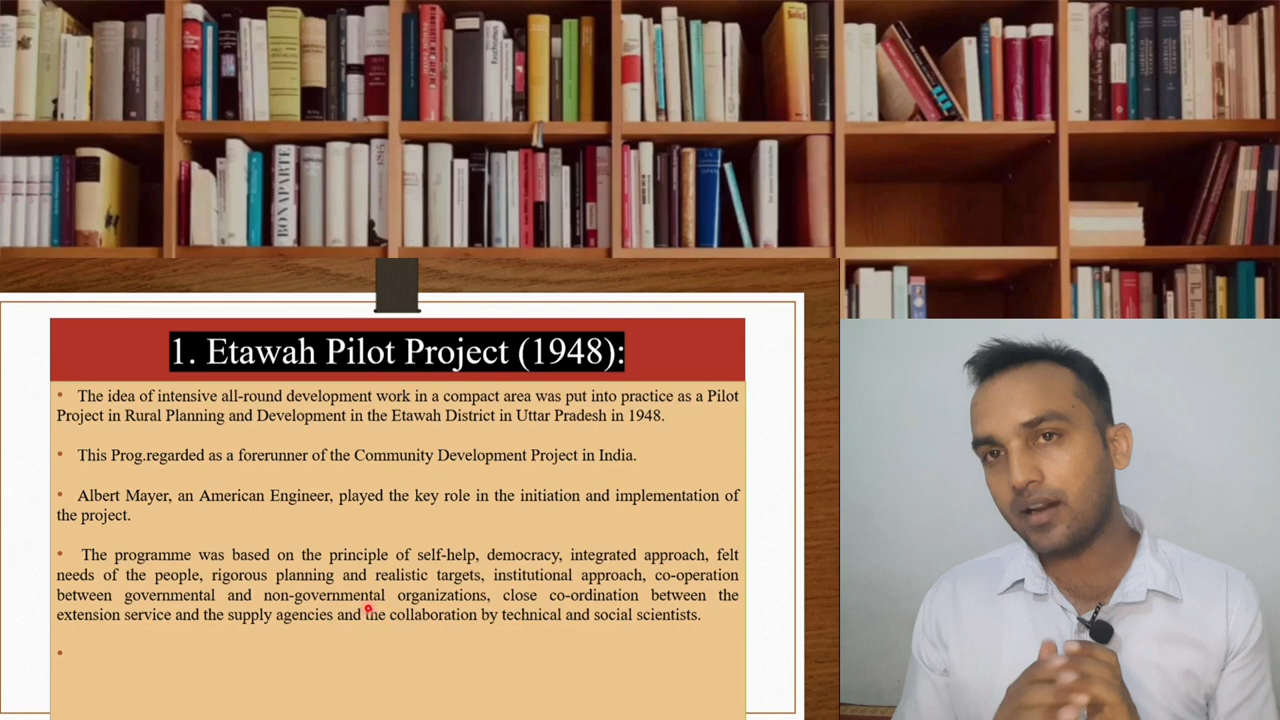 BONAPARTE
1. Etawah Pilot Project (1948):
• The idea of intensive all-round development work in a compact area was put into practice as a Pilot
Project in Rural Planning and Development in the Etawah District in Uttar Pradesh in 1948.
• This Prog.regarded as a forerunner of the Community Development Project in India.
• Albert Mayer, an American Engineer, played the key role in the initiation and implementation of
the project.
• The programme was based on the principle of self-help, democracy, integrated approach, felt
needs of the people, rigorous planning and realistic targets, institutional approach, co-operation
between governmental and non-governmental organizations, close co-ordination between the
extension service and the supply agencies and the collaboration by technical and social scientists.
•